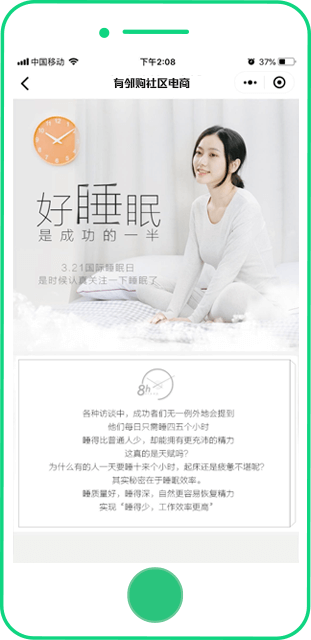 中国移动 下午2:08 37%
有邻购社区电商
好睡眠
是成功的一半
3.21国际睡眠日
是时候认真关注一下睡眠了
8h
各种访谈中，成功者们无一例外地会提到
他们每日只需睡四五个小时
睡得比普通人少，却能拥有更充沛的精力
这真的是天赋吗？
为什么有的人一天要睡十来个小时，起床还是疲惫不堪呢？
其实秘密在于睡眠效率。
睡质量好，睡得深，自然更容易恢复精力
实现“睡得少，工作效率更高”